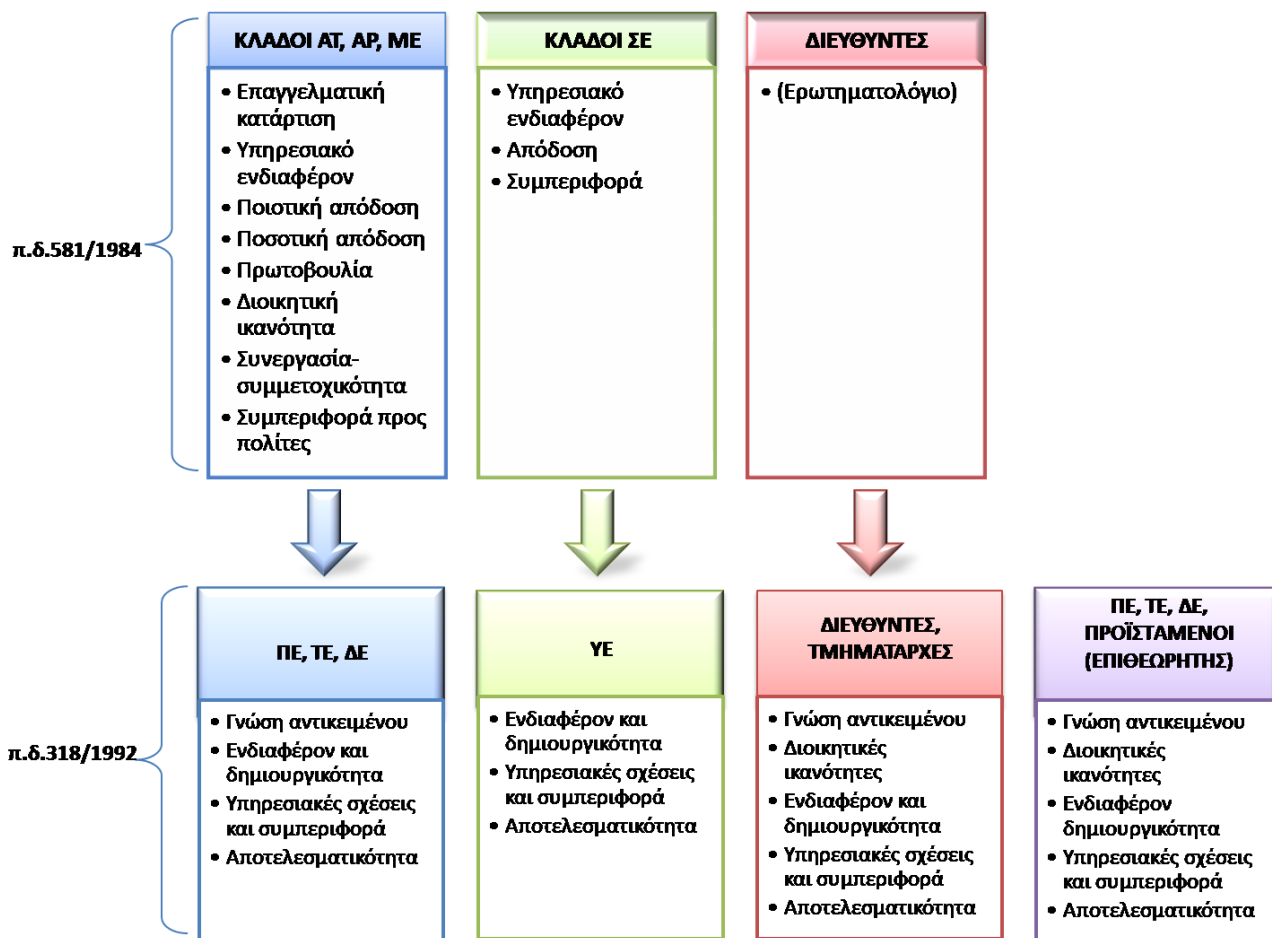 ΚΛΑΔΟΙ ΑΤ, ΑΡ, ΜΕ
• Επαγγελματική
κατάρτιση
• Υπηρεσιακό
ενδιαφέρον
• Ποιοτική απόδοση
• Ποσοτική απόδοση
• Πρωτοβουλία
• Διοικητική
ικανότητα
• Συνεργασία-
συμμετοχικότητα
• Συμπεριφορά προς
πολίτες
ΚΛΑΔΟΙ ΣΕ
• Υπηρεσιακό
ενδιαφέρον
• Απόδοση
• Συμπεριφορά
ΔΙΕΥΘΥΝΤΕΣ
• (Ερωτηματολόγιο)
π.δ.581/1984
ΠΕ, ΤΕ, ΔΕ
• Γνώση αντικειμένου
• Ενδιαφέρον και
δημιουργικότητα
• Υπηρεσιακές σχέσεις
και συμπεριφορά
• Αποτελεσματικότητα
ΥΕ
• Ενδιαφέρον και
δημιουργικότητα
• Υπηρεσιακές σχέσεις
και συμπεριφορά
• Αποτελεσματικότητα
ΔΙΕΥΘΥΝΤΕΣ,
ΤΜΗΜΑΤΑΡΧΕΣ
• Γνώση αντικειμένου
• Διοικητικές
ικανότητες
• Ενδιαφέρον και
δημιουργικότητα
• Υπηρεσιακές σχέσεις
και συμπεριφορά
• Αποτελεσματικότητα
ΠΕ, ΤΕ, ΔΕ,
ΠΡΟΪΣΤΑΜΕΝΟΙ
(ΕΠΙΘΕΩΡΗΤΗΣ)
• Γνώση αντικειμένου
• Διοικητικές
ικανότητες
• Ενδιαφέρον
δημιουργικότητα
• Υπηρεσιακές σχέσεις
και συμπεριφορά
• Αποτελεσματικότητα
π.δ.318/1992